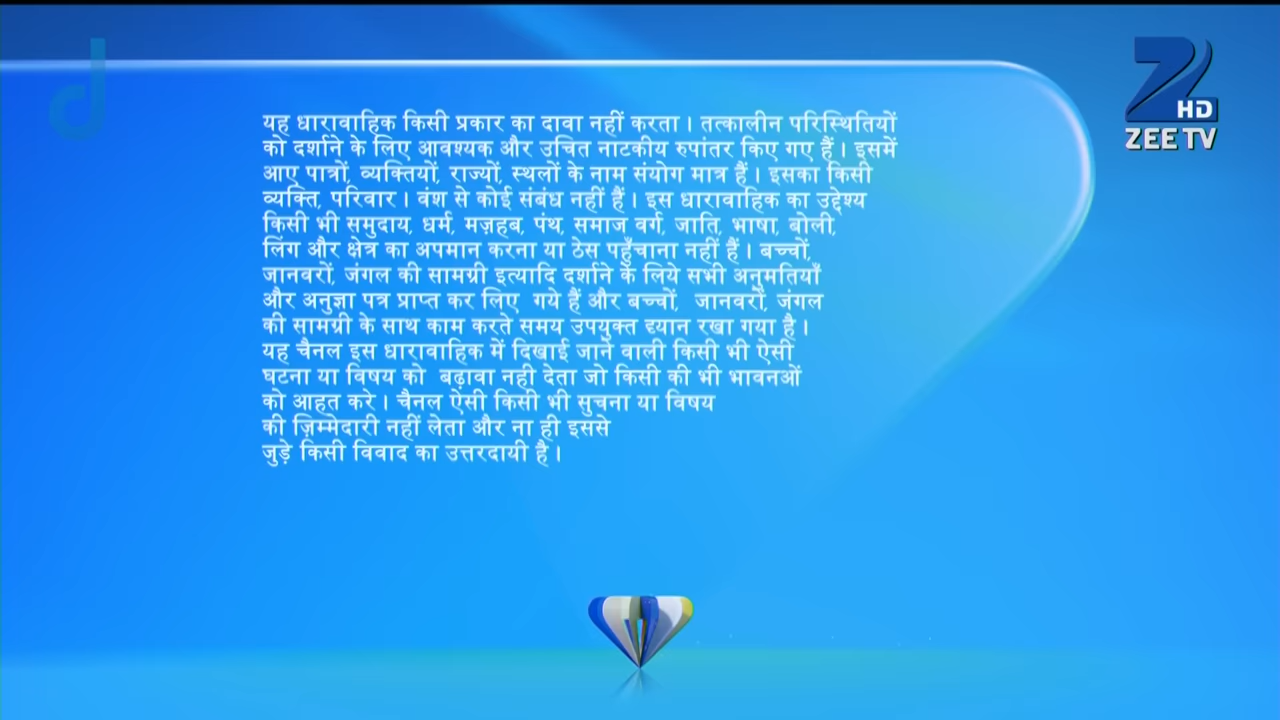 HD
ZEE TV
यह धारावाहिक किसी प्रकार का दावा नहीं करता । तत्कालीन परिस्थितियों
को दर्शाने के लिए आवश्यक और उचित नाटकीय रुपांतर किए गए हैं । इसमें
आए पात्रों, व्यक्तियों, राज्यों, स्थलों के नाम संयोग मात्र हैं । इसका किसी
व्यक्ति, परिवार । वंश से कोई संबंध नहीं हैं । इस धारावाहिक का उद्देश्य
किसी भी समुदाय, धर्म, मज़हब, पंथ, समाज वर्ग, जाति, भाषा, बोली,
लिंग और क्षेत्र का अपमान करना या ठेस पहुँचाना नहीं हैं । बच्चों,
जानवरों, जंगल की सामग्री इत्यादि दर्शाने के लिये सभी अनुमतियाँ
और अनुज्ञा पत्र प्राप्त कर लिए गये हैं और बच्चों, जानवरों, जंगल
की सामग्री के साथ काम करते समय उपयुक्त ध्यान रखा गया है ।
यह चैनल इस धारावाहिक में दिखाई जाने वाली किसी भी ऐसी
घटना या विषय को बढ़ावा नही देता जो किसी की भी भावनओं
को आहत करे । चैनल ऐसी किसी भी सुचना या विषय
की ज़िम्मेदारी नहीं लेता और ना ही इससे
जुड़े किसी विवाद का उत्तरदायी है ।